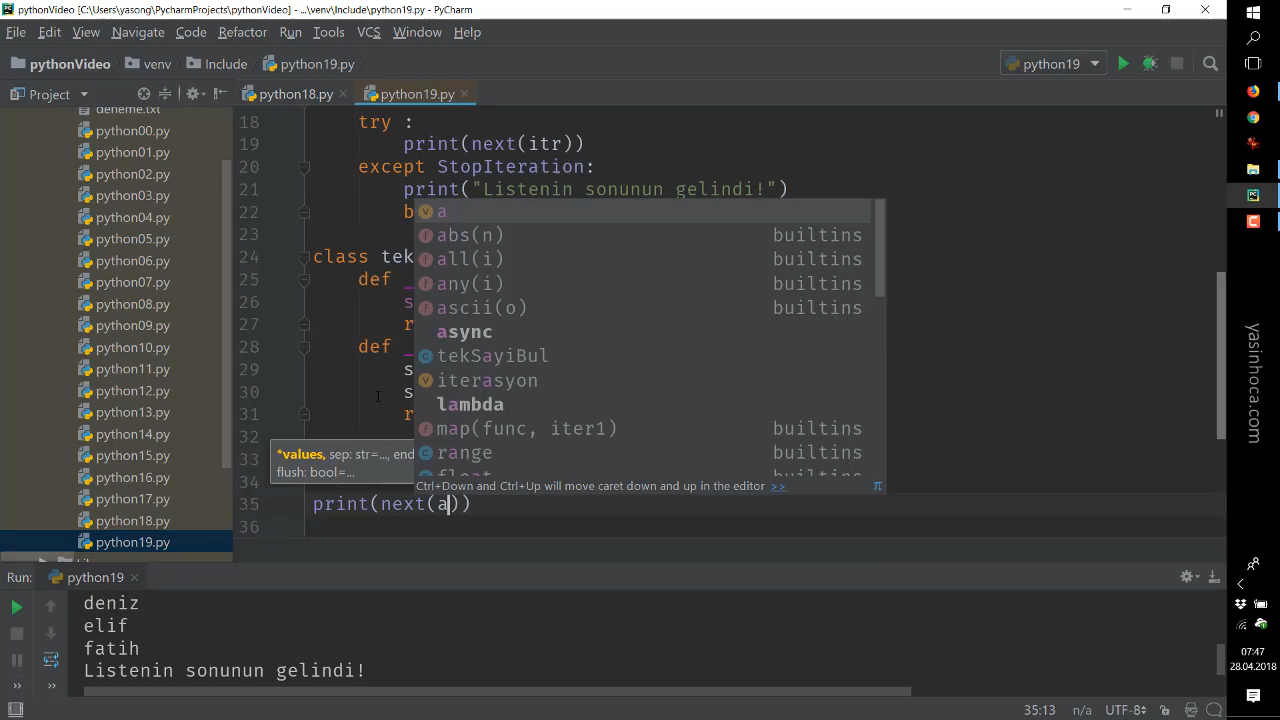 pythonVideo [C:\Users\yasong\PycharmProjects\pythonVideo] - ...\venv\Include\python19.py - PyCharm
File Edit View Navigate Code Refactor Run Tools VCS Window Help
pythonVideo venv Include python19.py python19
Project python18.py python19.py
deneme.txt
python00.py
python01.py
python02.py
python03.py
python04.py
python05.py
python06.py
python07.py
python08.py
python09.py
python10.py
python11.py
python12.py
python13.py
python14.py
python15.py
python16.py
python17.py
python18.py
python19.py
18 try :
19 print(next(itr))
20 except StopIteration:
21 print("Listenin sonunun gelindi!")
22 b
23
24 class tek
25 def _
26 s
27 r
28 def _
29 s
30 s
31 r
32
34
35 print(next(a))
36
a
abs(n) builtins
all(i) builtins
any(i) builtins
ascii(o) builtins
async
tekSayiBul
iterasyon
lambda
map(func, iter1) builtins
range builtins
float builtins
Ctrl+Down and Ctrl+Up will move caret down and up in the editor >> π
*values, sep: str=..., end
flush: bool=...
Run: python19
deniz
elif
fatih
Listenin sonunun gelindi!
35:13 n/a UTF-8
yasinhoca.com
07:47
28.04.2018